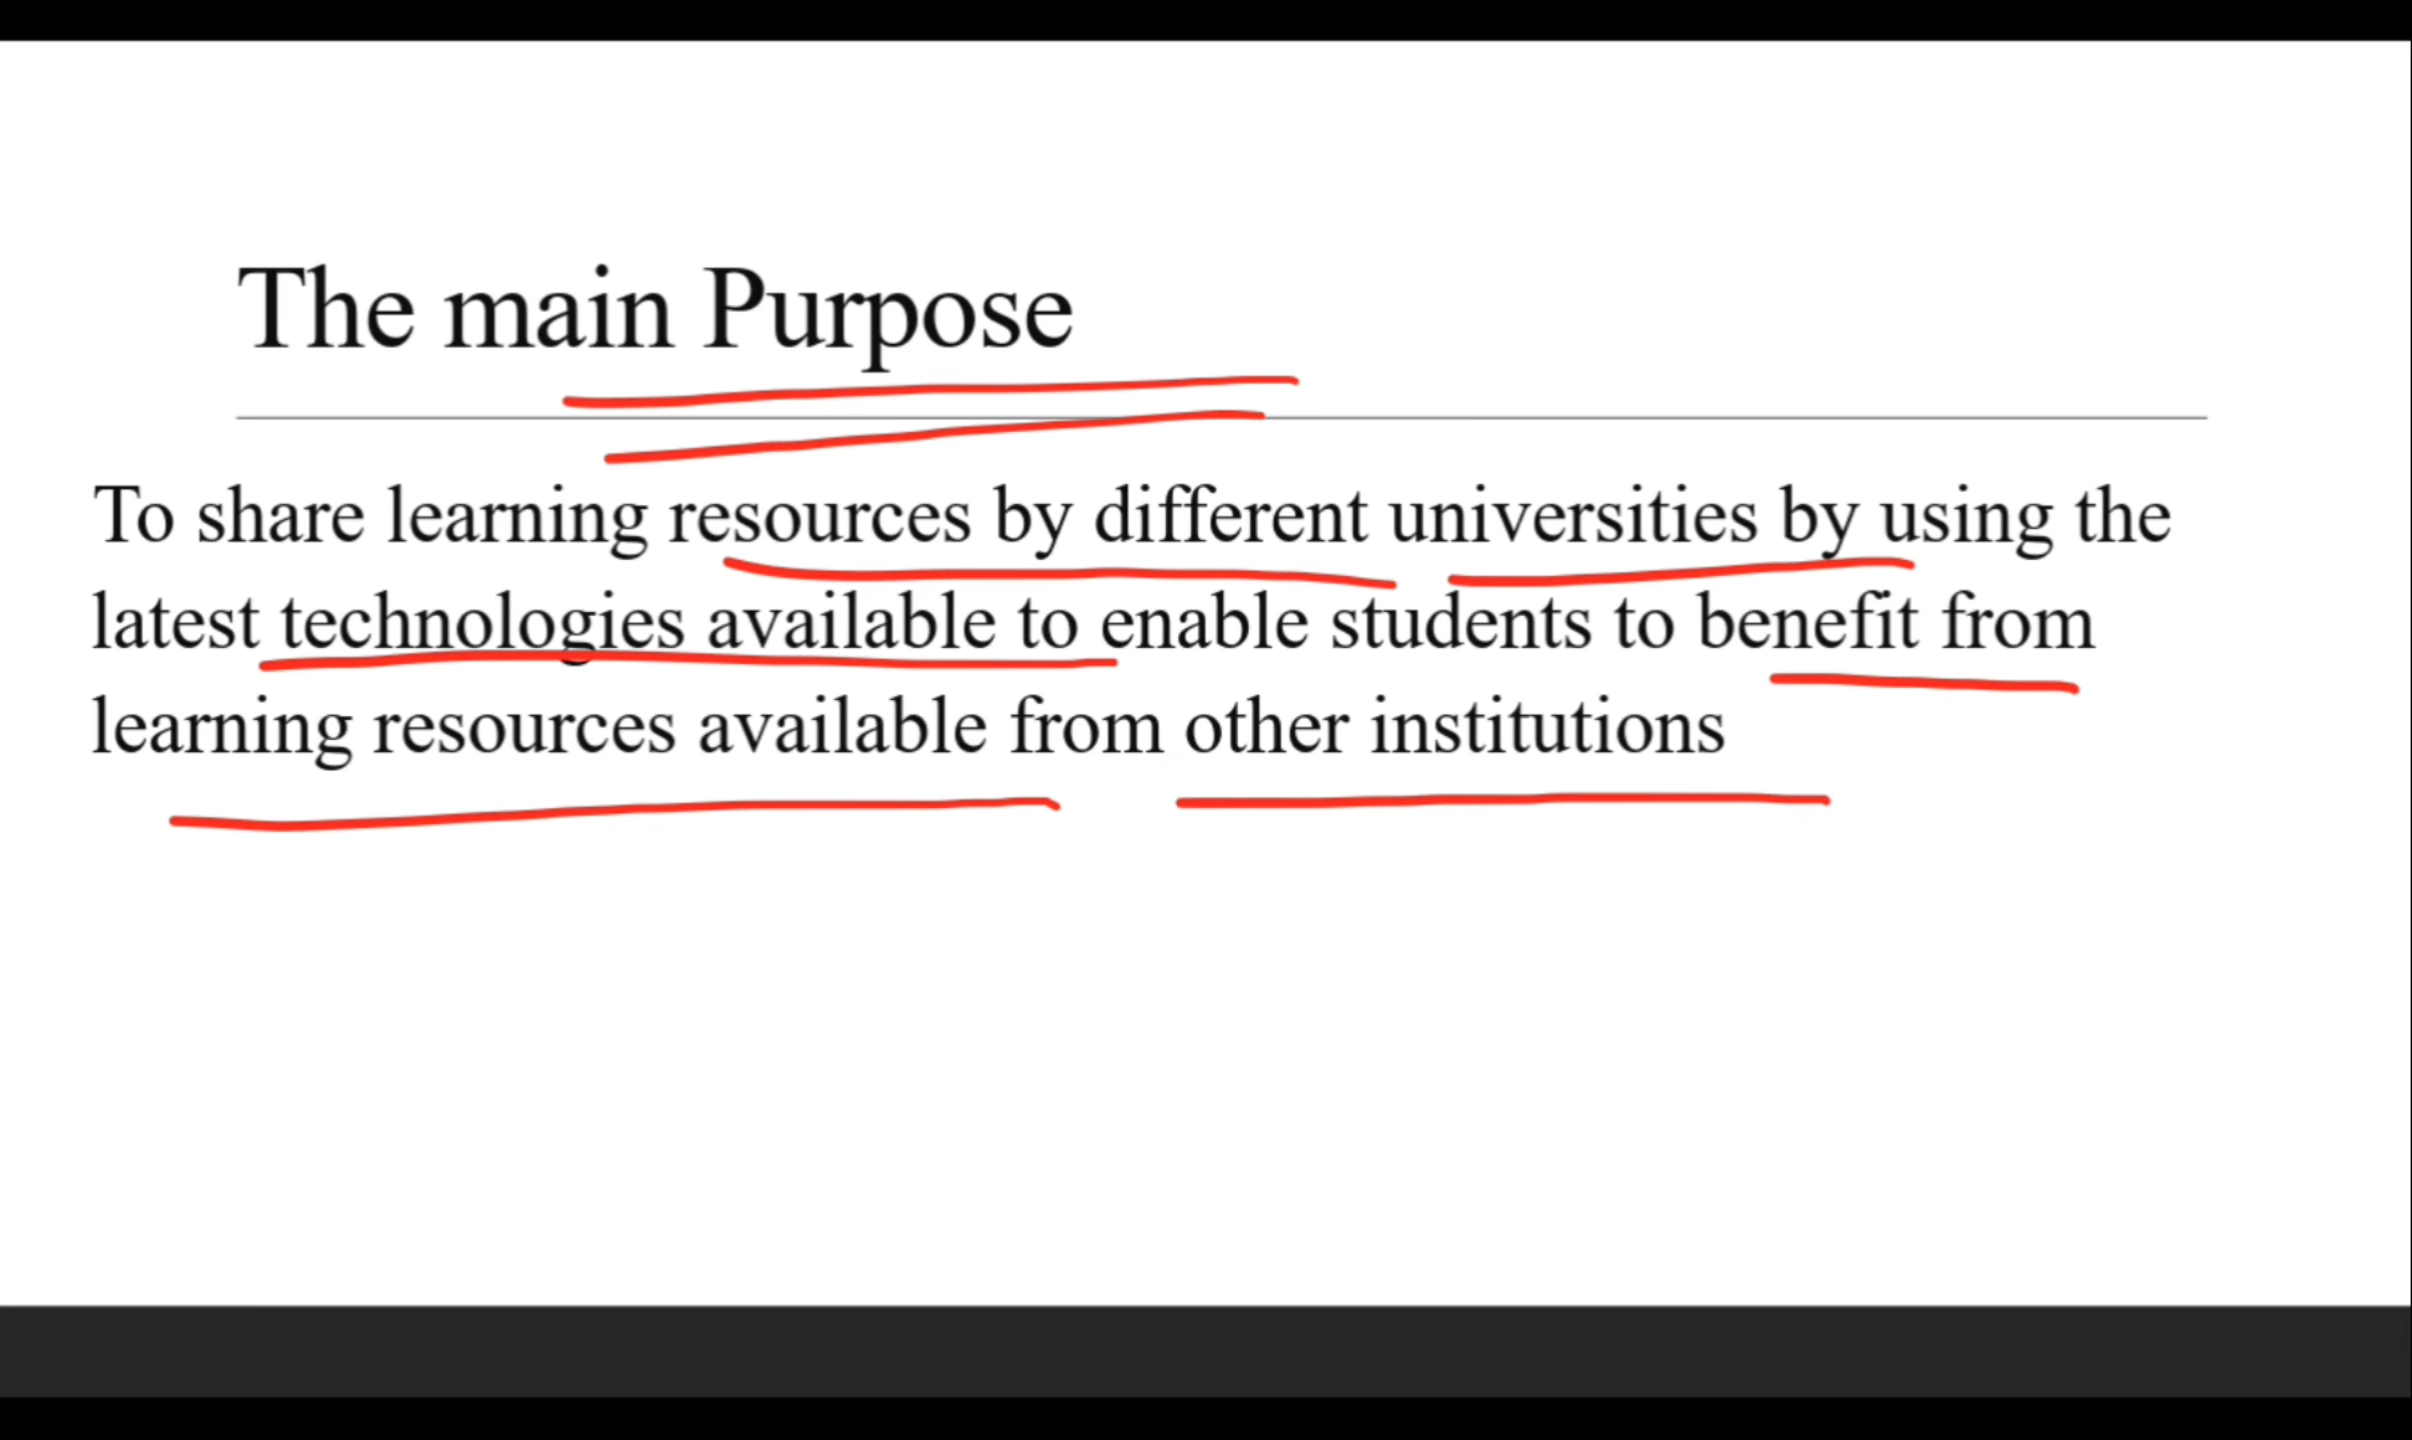 The main Purpose
To share learning resources by different universities by using the
latest technologies available to enable students to benefit from
learning resources available from other institutions